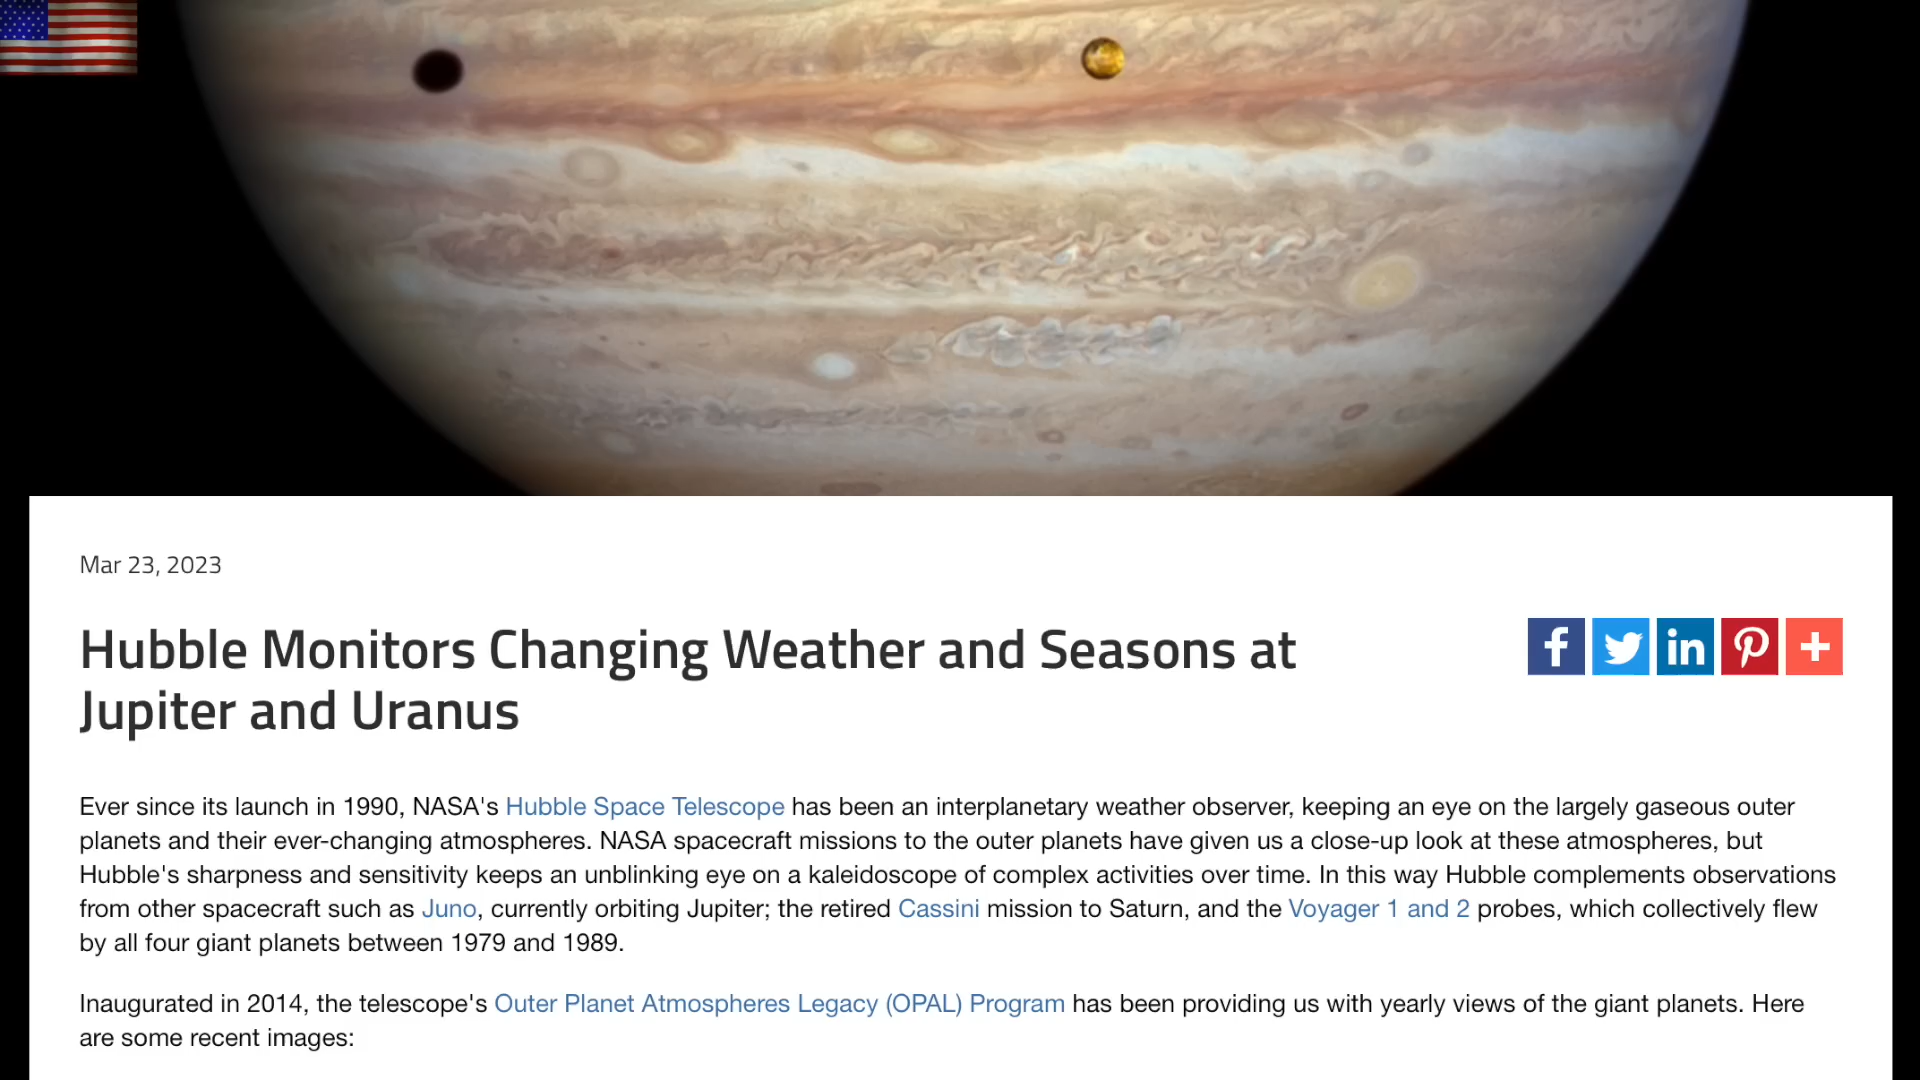 Mar 23, 2023
Hubble Monitors Changing Weather and Seasons at
Jupiter and Uranus
Ever since its launch in 1990, NASA's Hubble Space Telescope has been an interplanetary weather observer, keeping an eye on the largely gaseous outer
planets and their ever-changing atmospheres. NASA spacecraft missions to the outer planets have given us a close-up look at these atmospheres, but
Hubble's sharpness and sensitivity keeps an unblinking eye on a kaleidoscope of complex activities over time. In this way Hubble complements observations
from other spacecraft such as Juno, currently orbiting Jupiter; the retired Cassini mission to Saturn, and the Voyager 1 and 2 probes, which collectively flew
by all four giant planets between 1979 and 1989.
Inaugurated in 2014, the telescope's Outer Planet Atmospheres Legacy (OPAL) Program has been providing us with yearly views of the giant planets. Here
are some recent images: